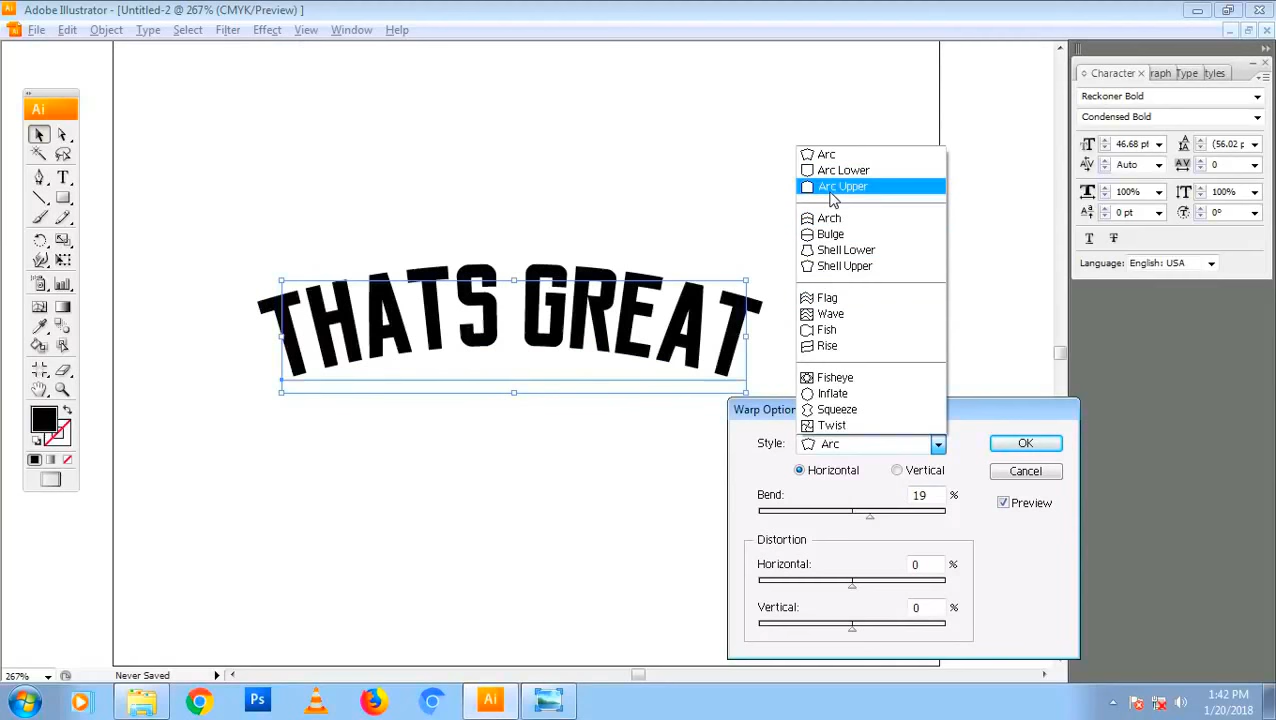 Adobe Illustrator - [Untitled-2 @ 267% (CMYK/Preview) ]
File Edit Object Type Select Filter Effect View Window Help
Ai
Character raph Type tyles
Reckoner Bold
Condensed Bold
46.68 pt (56.02 p
Auto 0
100% 100%
0 pt 0°
Language: English: USA
THATS GREAT
Arc
Arc Lower
Arc Upper
Arch
Bulge
Shell Lower
Shell Upper
Flag
Wave
Fish
Rise
Fisheye
Inflate
Squeeze
Twist
Warp Option
Style: Arc OK
Horizontal Vertical Cancel
Bend: 19 % Preview
Distortion
Horizontal: 0 %
Vertical: 0 %
267% Never Saved
Ps Ai 1:42 PM
1/20/2018